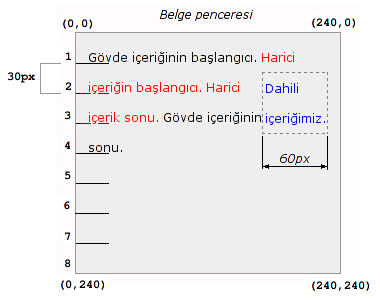 Belge penceresi
(0,0) (240,0)
1 Gövde içeriğinin başlangıcı. Harici
30px
2 içeriğin başlangıcı. Harici Dahili
3 içerik sonu. Gövde içeriğinin içeriğimiz.
4 sonu.
60px
5
6
7
8
(0,240) (240,240)